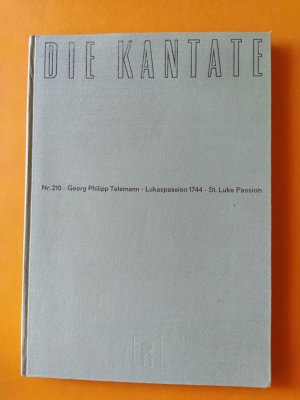 DIE KANTATE
Nr. 210 · Georg Philipp Telemann · Lukaspassion 1744 · St. Luke Passion